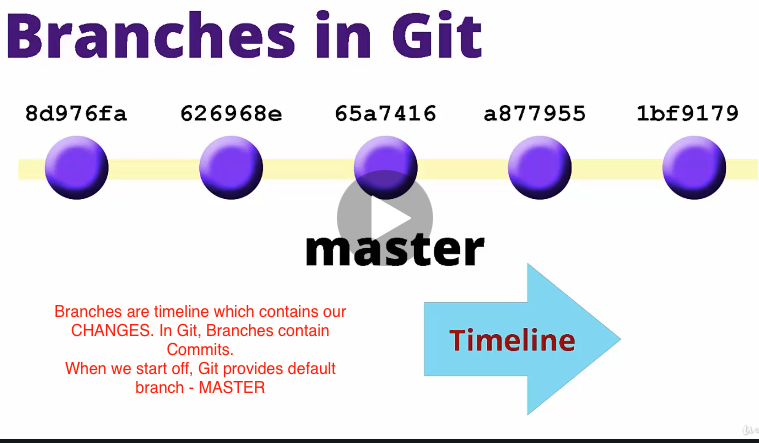 Branches in Git
8d976fa 626968e 65a7416 a877955 1bf9179
master
Branches are timeline which contains our
CHANGES. In Git, Branches contain
Commits.
When we start off, Git provides default
branch - MASTER
Timeline